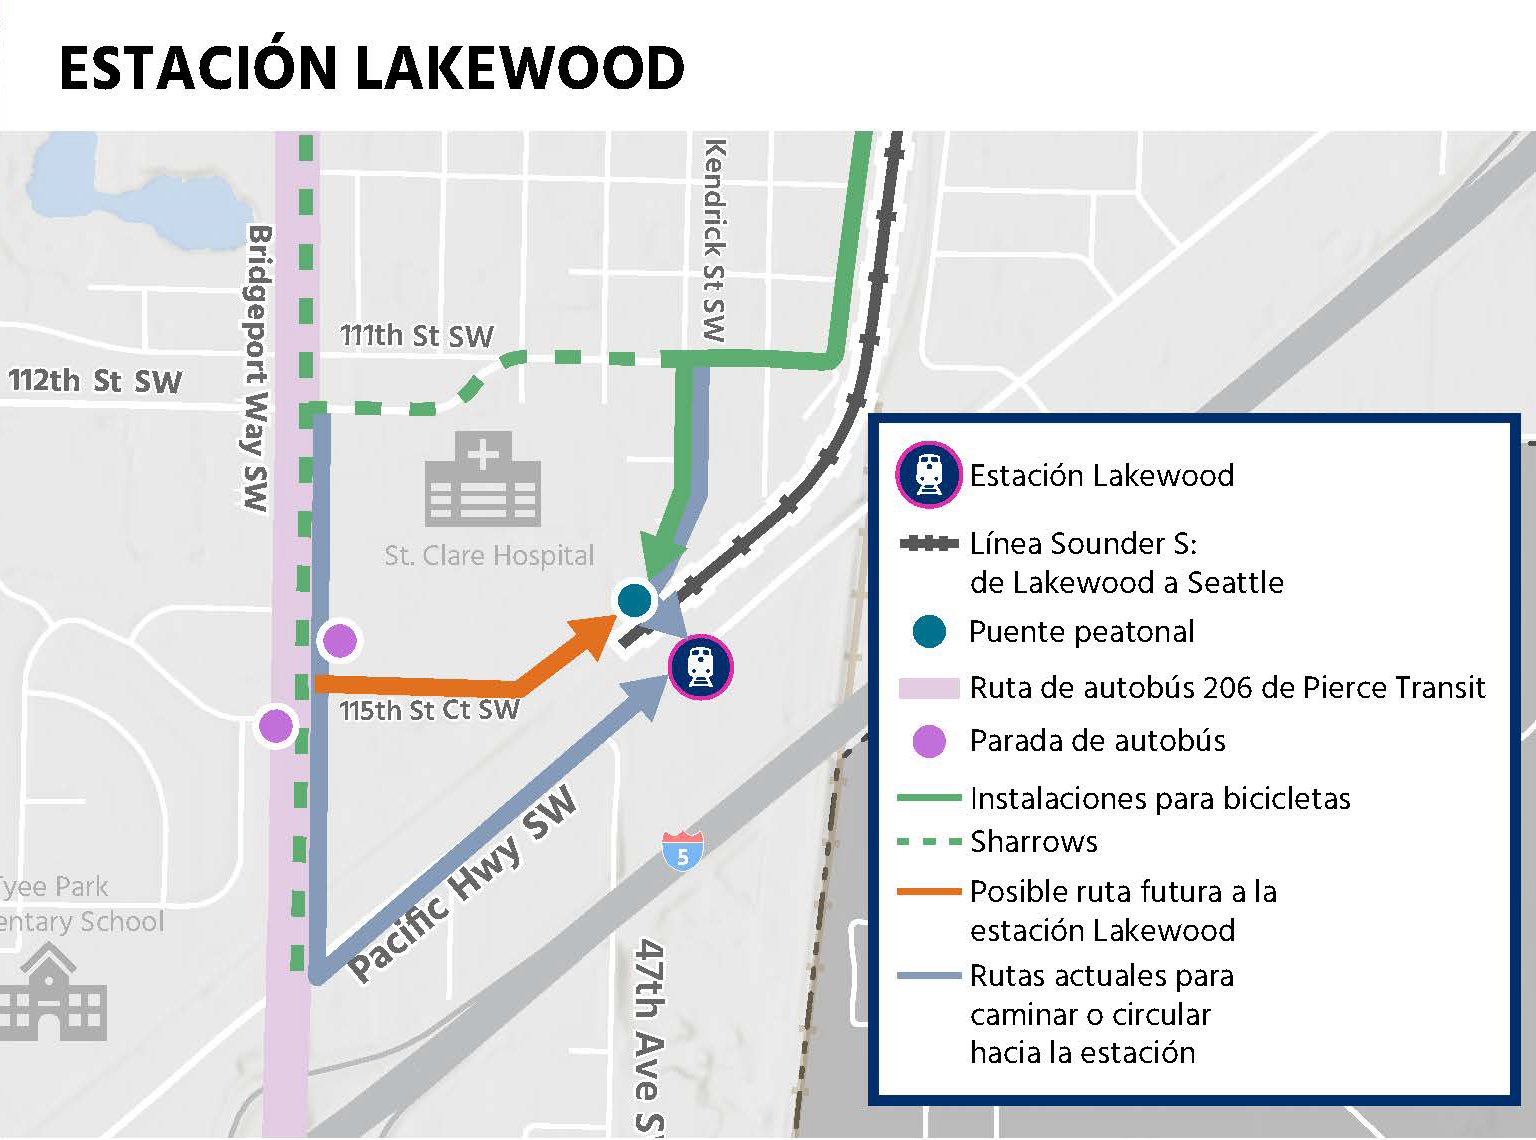 ESTACIÓN LAKEWOOD
Kendrick St SW
Bridgeport Way SW
111th St SW
112th St SW
St. Clare Hospital
115th St Ct SW
Pacific Hwy SW
5
47th Ave S
Tyee Park
entary School
Estación Lakewood
Línea Sounder S:
de Lakewood a Seattle
Puente peatonal
Ruta de autobús 206 de Pierce Transit
Parada de autobús
Instalaciones para bicicletas
Sharrows
Posible ruta futura a la
estación Lakewood
Rutas actuales para
caminar o circular
hacia la estación